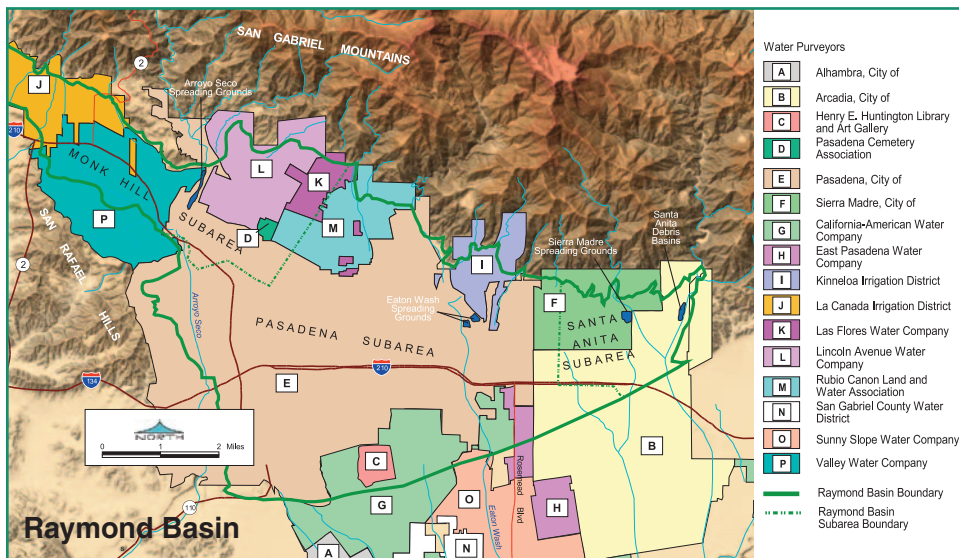 SAN GABRIEL MOUNTAINS
2
Arroyo Seco
Spreading Grounds
J
210
MONK HILL
SUBAREA
L
K
P
D
M
SAN RAFAEL
HILLS
2
I
Sierra Madre
Spreading Grounds
Santa
Anita
Debris
Basins
F
Eaton Wash
Spreading
Grounds
SANTA
ANITA
SUBAREA
Arroyo Seco
PASADENA SUBAREA
134
E
210
NORTH
0 1 2 Miles
C
B
G
O
H
Rosemead
Blvd
Eaton Wash
110
Raymond Basin
A
N
Water Purveyors
A Alhambra, City of
B Arcadia, City of
C Henry E. Huntington Library
and Art Gallery
D Pasadena Cemetery
Association
E Pasadena, City of
F Sierra Madre, City of
G California-American Water
Company
H East Pasadena Water
Company
I Kinneloa Irrigation District
J La Canada Irrigation District
K Las Flores Water Company
L Lincoln Avenue Water
Company
M Rubio Canon Land and
Water Association
N San Gabriel County Water
District
O Sunny Slope Water Company
P Valley Water Company
Raymond Basin Boundary
Raymond Basin
Subarea Boundary